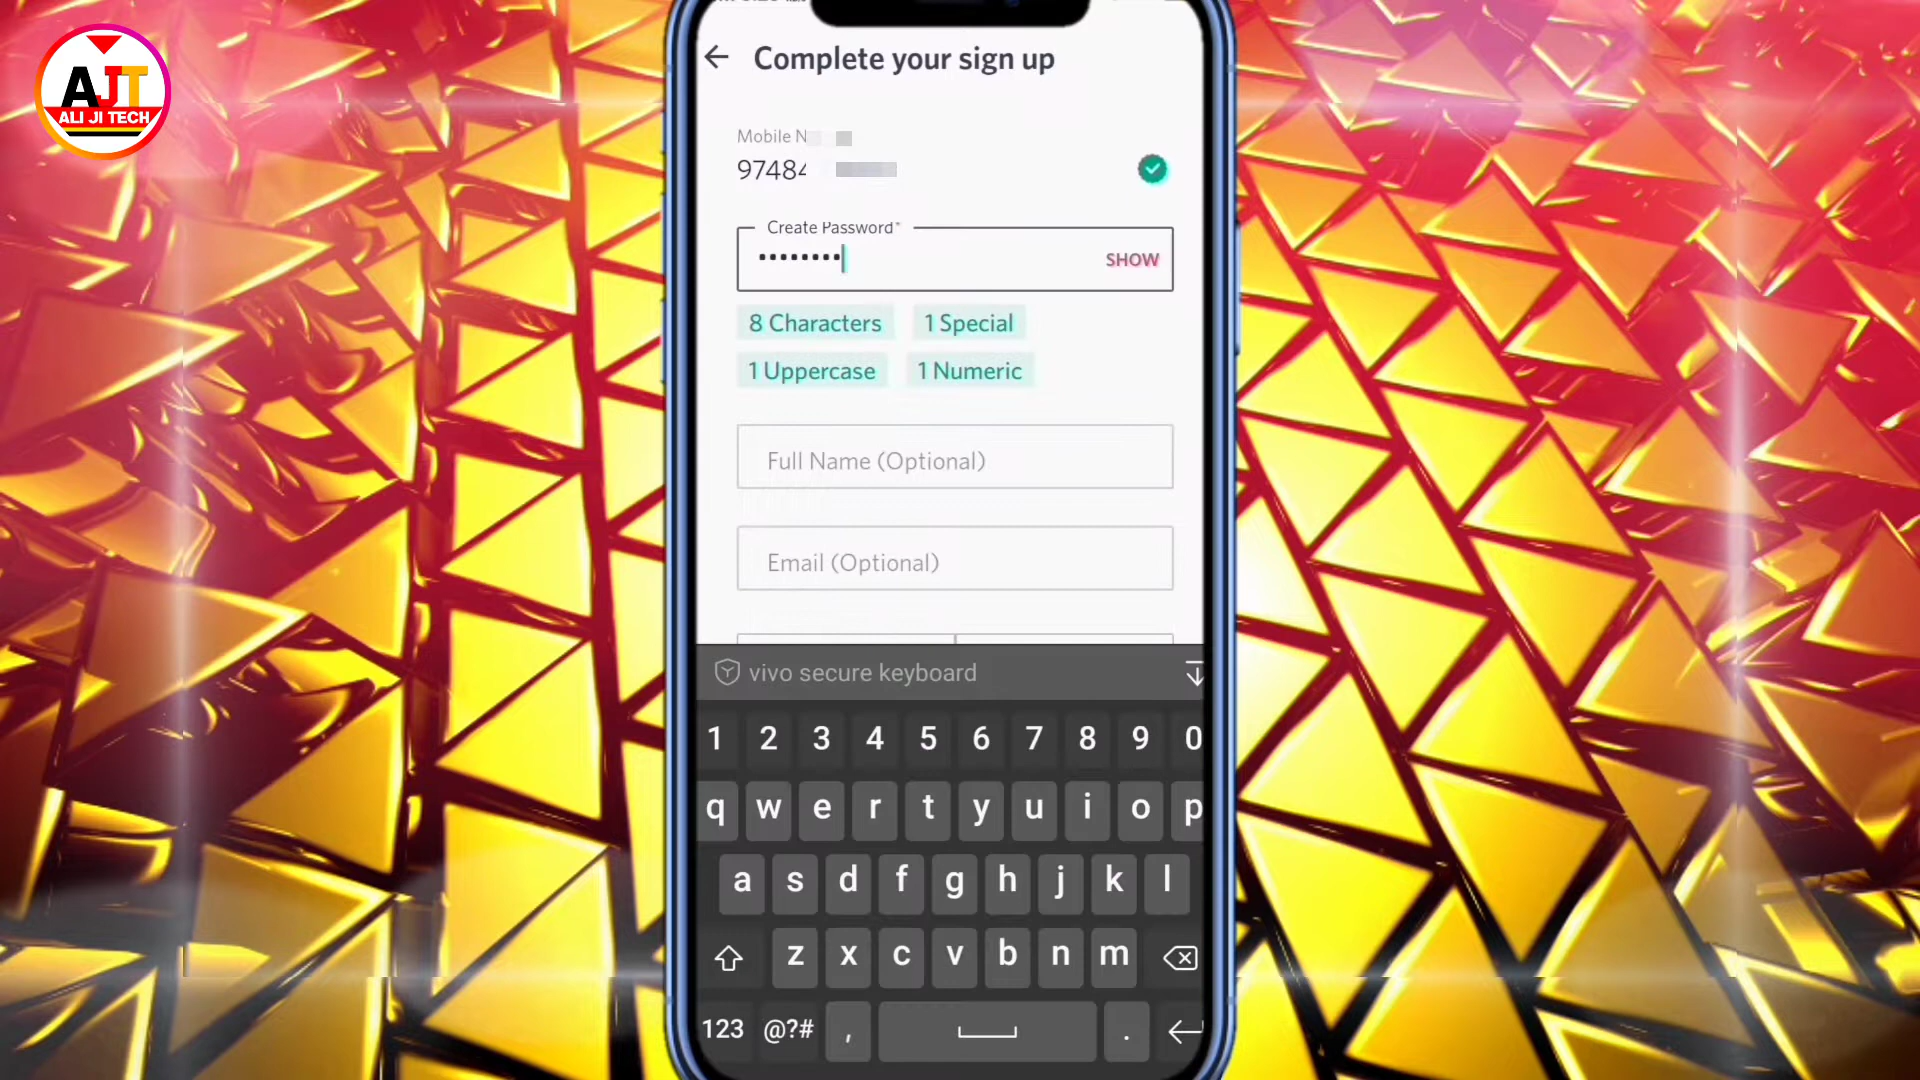 AJT
ALI JI TECH
Complete your sign up
Mobile N
9748
Create Password*
••••••••
SHOW
8 Characters
1 Special
1 Uppercase
1 Numeric
Full Name (Optional)
Email (Optional)
vivo secure keyboard
1 2 3 4 5 6 7 8 9 0
q w e r t y u i o p
a s d f g h j k l
z x c v b n m
123 @?# , .